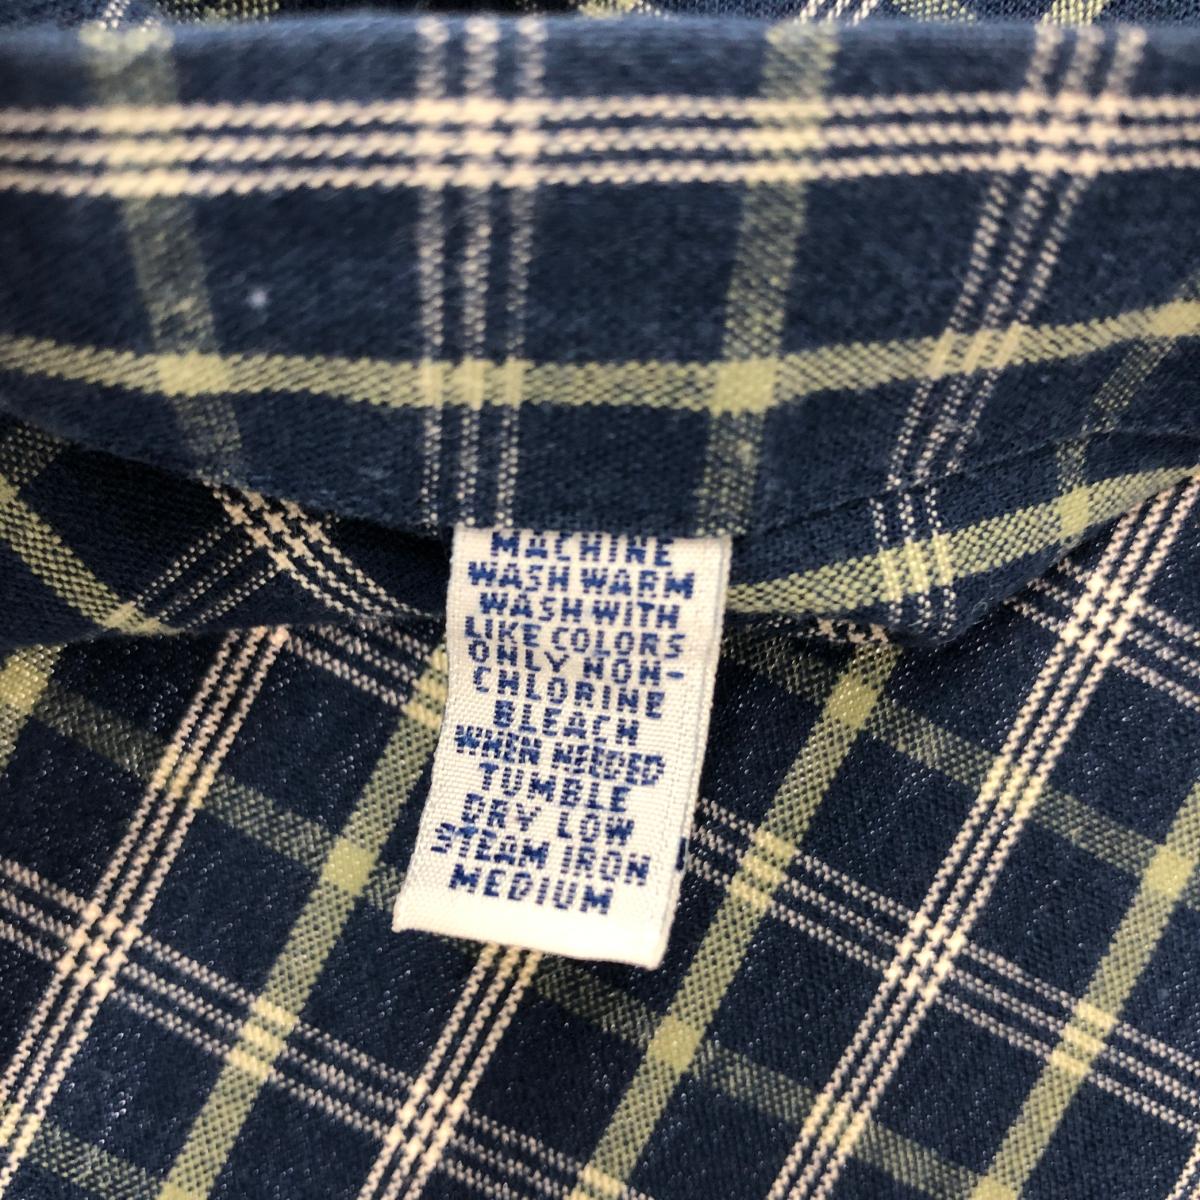 MACHINE
WASH WARM
WASH WITH
LIKE COLORS
ONLY NON-
CHLORINE
BLEACH
WHEN NEEDED
TUMBLE
DRY LOW
STEAM IRON
MEDIUM